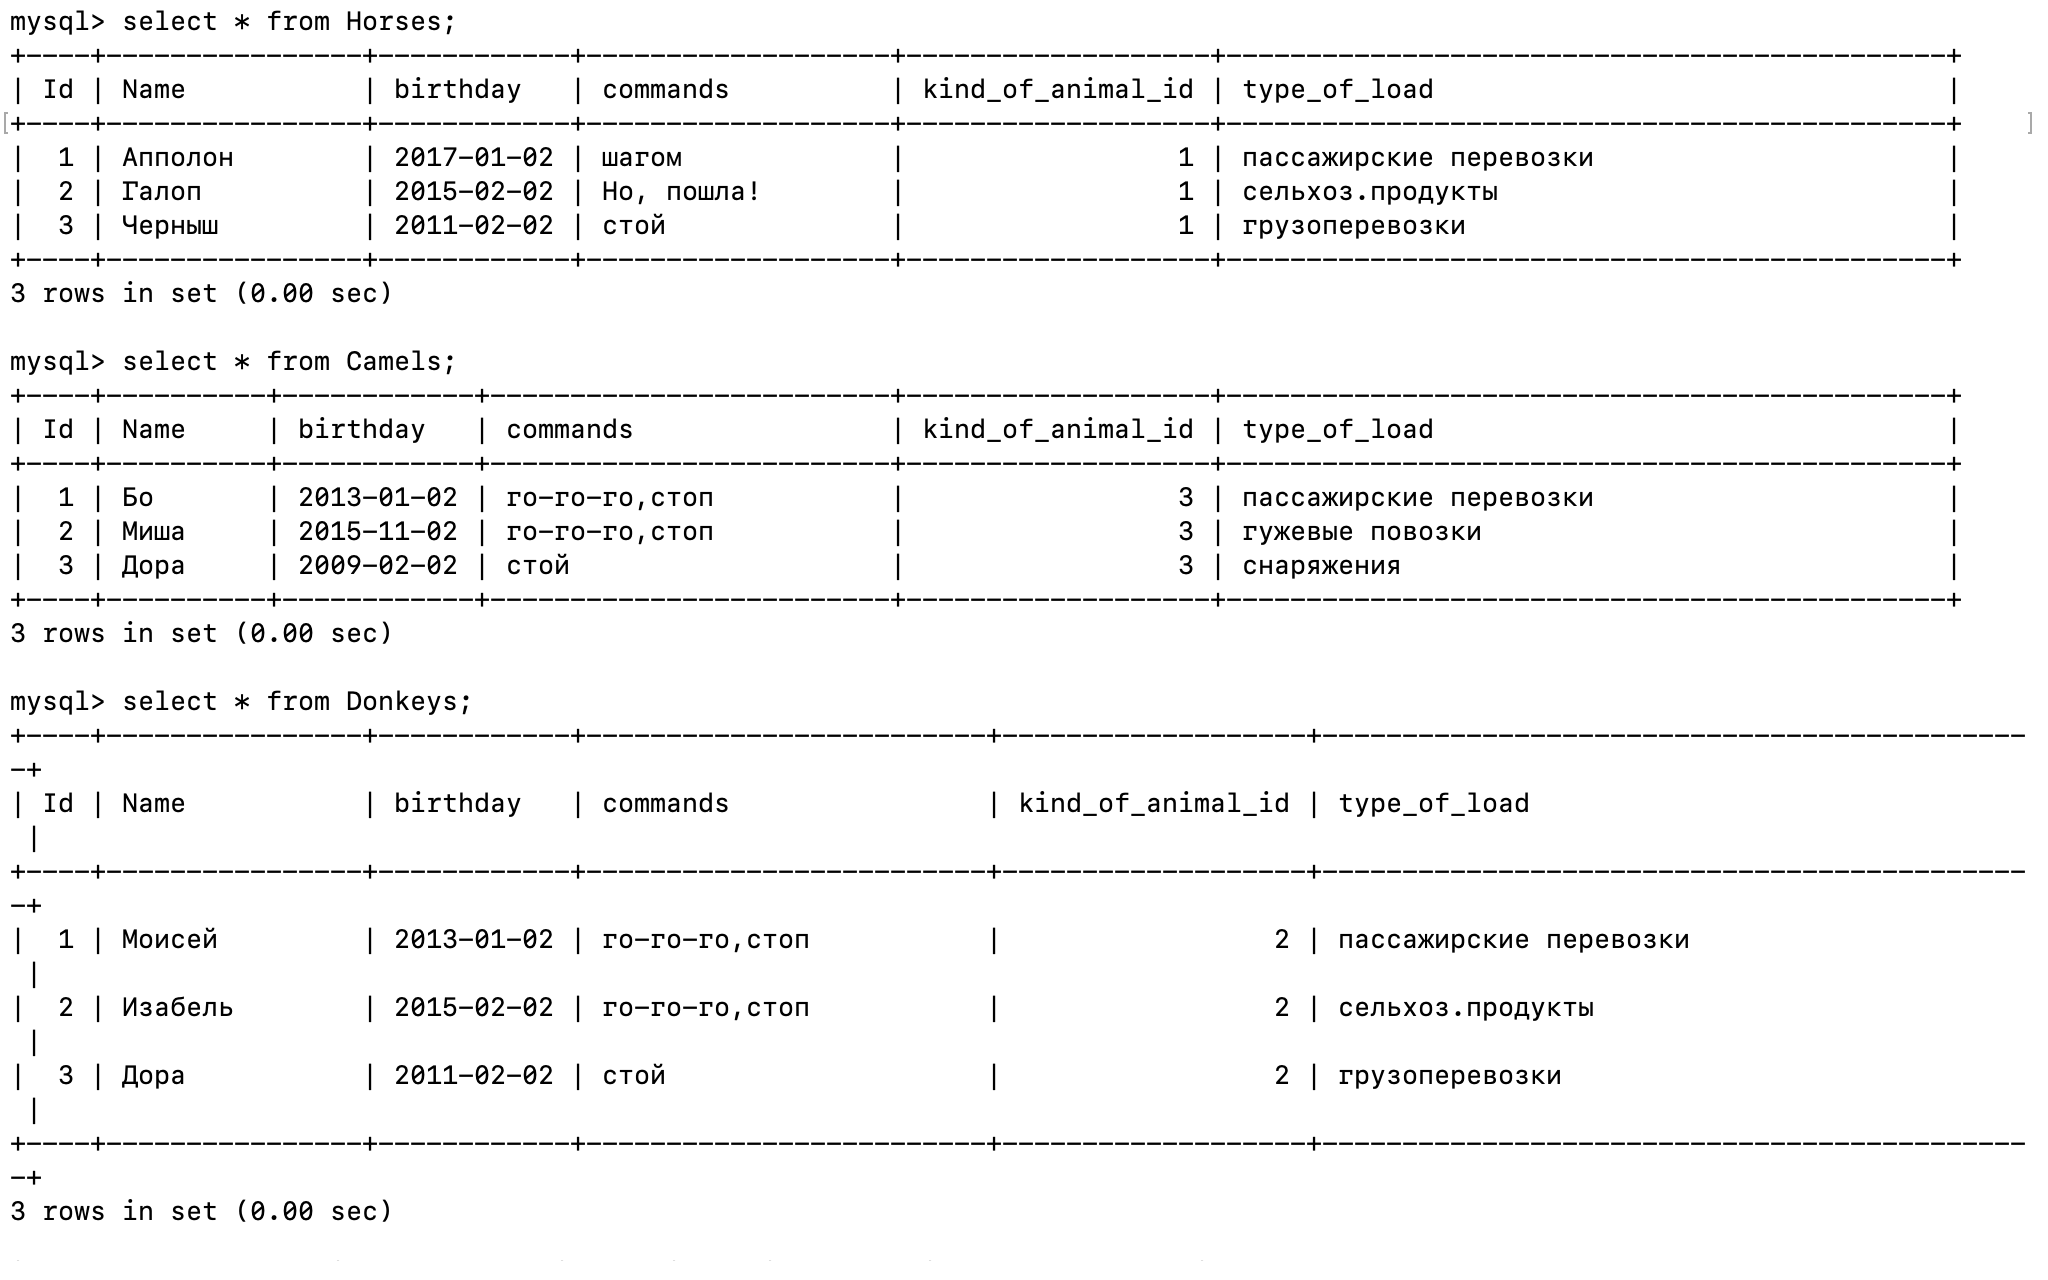 mysql> select * from Horses;
+----+----------------+------------+-------------------+-------------------+---------------------------------------------+
| Id | Name           | birthday   | commands          | kind_of_animal_id | type_of_load                                |
+----+----------------+------------+-------------------+-------------------+---------------------------------------------+
|  1 | Апполон        | 2017-01-02 | шагом             |                 1 | пассажирские перевозки                      |
|  2 | Галоп          | 2015-02-02 | Но, пошла!        |                 1 | сельхоз.продукты                            |
|  3 | Черныш         | 2011-02-02 | стой              |                 1 | грузоперевозки                              |
+----+----------------+------------+-------------------+-------------------+---------------------------------------------+
3 rows in set (0.00 sec)
mysql> select * from Camels;
+----+----------+------------+-------------------------+-------------------+---------------------------------------------+
| Id | Name     | birthday   | commands                | kind_of_animal_id | type_of_load                                |
+----+----------+------------+-------------------------+-------------------+---------------------------------------------+
|  1 | Бо       | 2013-01-02 | го-го-го,стоп           |                 3 | пассажирские перевозки                      |
|  2 | Миша     | 2015-11-02 | го-го-го,стоп           |                 3 | гужевые повозки                             |
|  3 | Дора     | 2009-02-02 | стой                    |                 3 | снаряжения                                  |
+----+----------+------------+-------------------------+-------------------+---------------------------------------------+
3 rows in set (0.00 sec)
mysql> select * from Donkeys;
+----+----------------+------------+-------------------------+-------------------+--------------------------------------------
-+
| Id | Name           | birthday   | commands                | kind_of_animal_id | type_of_load
 |
+----+----------------+------------+-------------------------+-------------------+--------------------------------------------
-+
|  1 | Моисей         | 2013-01-02 | го-го-го,стоп           |                 2 | пассажирские перевозки
 |
|  2 | Изабель        | 2015-02-02 | го-го-го,стоп           |                 2 | сельхоз.продукты
 |
|  3 | Дора           | 2011-02-02 | стой                    |                 2 | грузоперевозки
 |
+----+----------------+------------+-------------------------+-------------------+--------------------------------------------
-+
3 rows in set (0.00 sec)